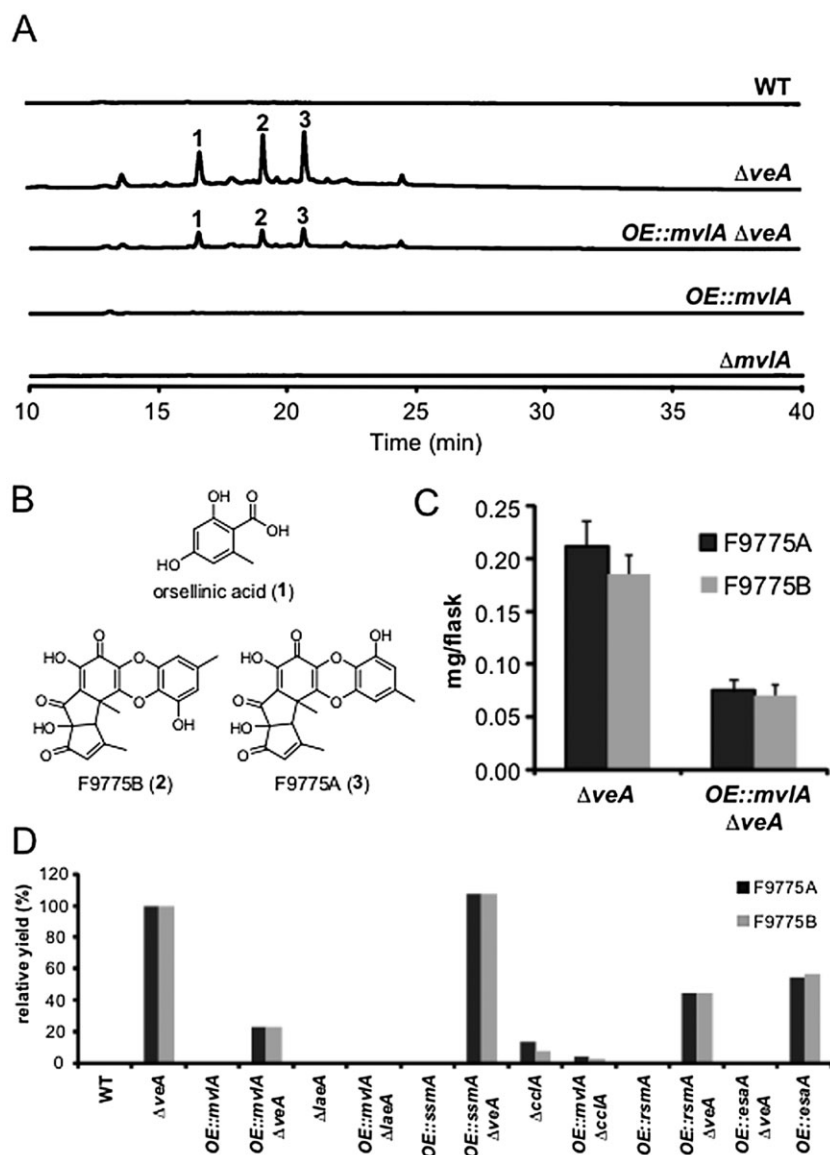 A
WT
1
2
3
ΔveA
1
2
3
OE::mvlA ΔveA
OE::mvlA
ΔmvlA
10 15 20 25 30 35 40
Time (min)
B
OH
O
OH
HO
orsellinic acid (1)
O
HO
O
O
O
HO
OH
O
F9775B (2)
O
OH
HO
O
O
O
HO
O
F9775A (3)
C
0.25
0.20
0.15
0.10
0.05
0.00
mg/flask
F9775A
F9775B
ΔveA
OE::mvlA
ΔveA
D
120
100
80
60
40
20
0
relative yield (%)
F9775A
F9775B
WT
ΔveA
OE::mvlA
OE::mvlA
ΔveA
ΔlaeA
OE::mvlA
ΔlaeA
OE::ssmA
OE::ssmA
ΔveA
ΔcclA
OE::mvlA
ΔcclA
OE::rsmA
OE::rsmA
ΔveA
OE::esaA
ΔveA
OE::esaA